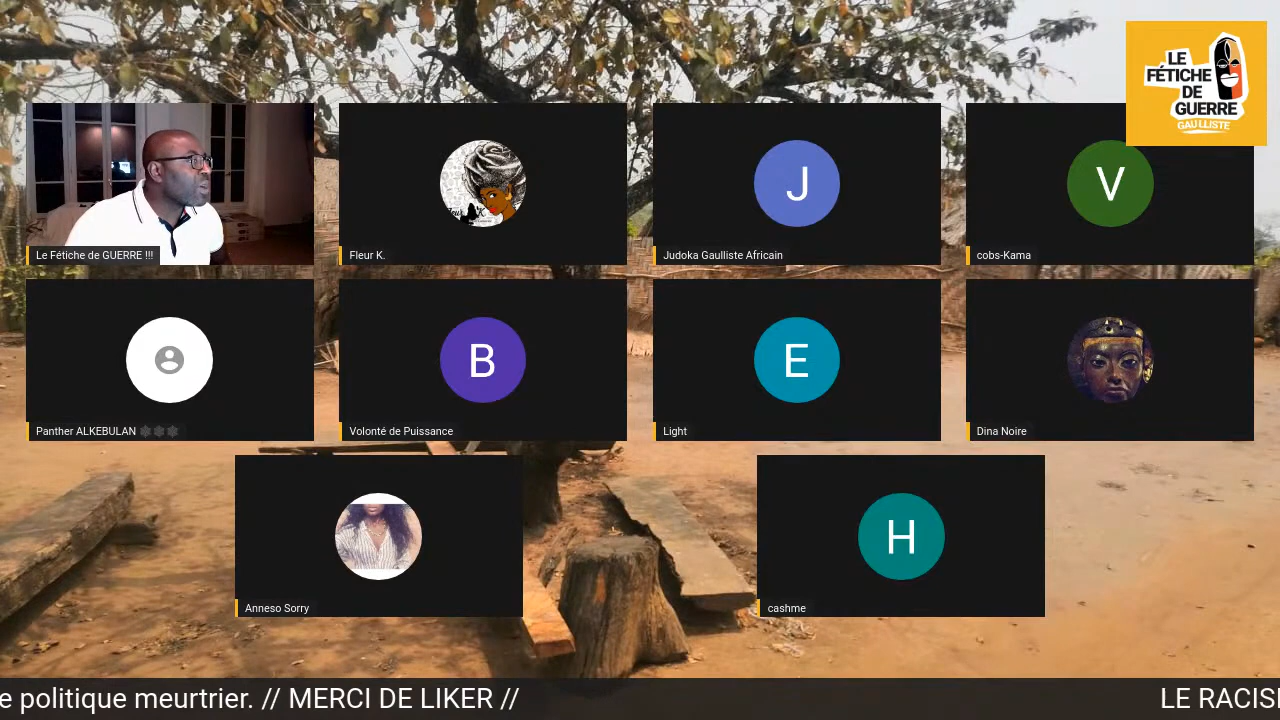 LE
FÉTICHE
DE
GUERRE
GAULLISTE
Le Fétiche de GUERRE !!!
Fleur K.
J
Judoka Gaulliste Africain
V
cobs-Kama
Panther ALKEBULAN 🕸🕸🕸
B
Volonté de Puissance
E
Light
Dina Noire
Anneso Sorry
H
cashme
e politique meurtrier. // MERCI DE LIKER //
LE RACIS